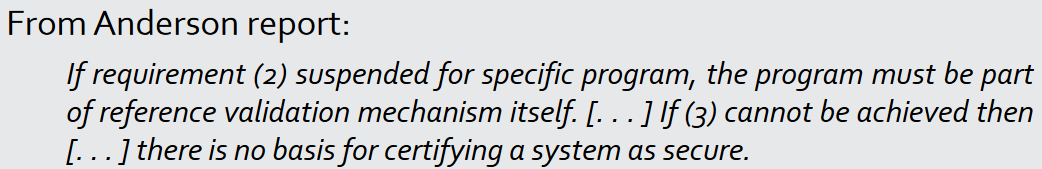 From Anderson report:
If requirement (2) suspended for specific program, the program must be part
of reference validation mechanism itself. [. . . ] If (3) cannot be achieved then
[. . . ] there is no basis for certifying a system as secure.